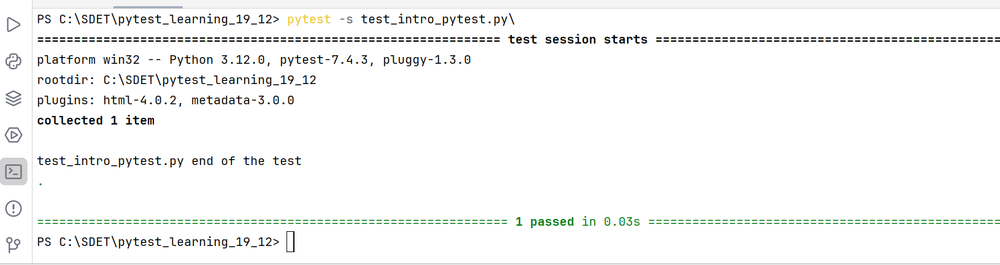 PS C:\SDET\pytest_learning_19_12> pytest -s test_intro_pytest.py\
=============================================================== test session starts ===============================================
platform win32 -- Python 3.12.0, pytest-7.4.3, pluggy-1.3.0
rootdir: C:\SDET\pytest_learning_19_12
plugins: html-4.0.2, metadata-3.0.0
collected 1 item
test_intro_pytest.py end of the test
.
================================================================ 1 passed in 0.03s ================================================
PS C:\SDET\pytest_learning_19_12>